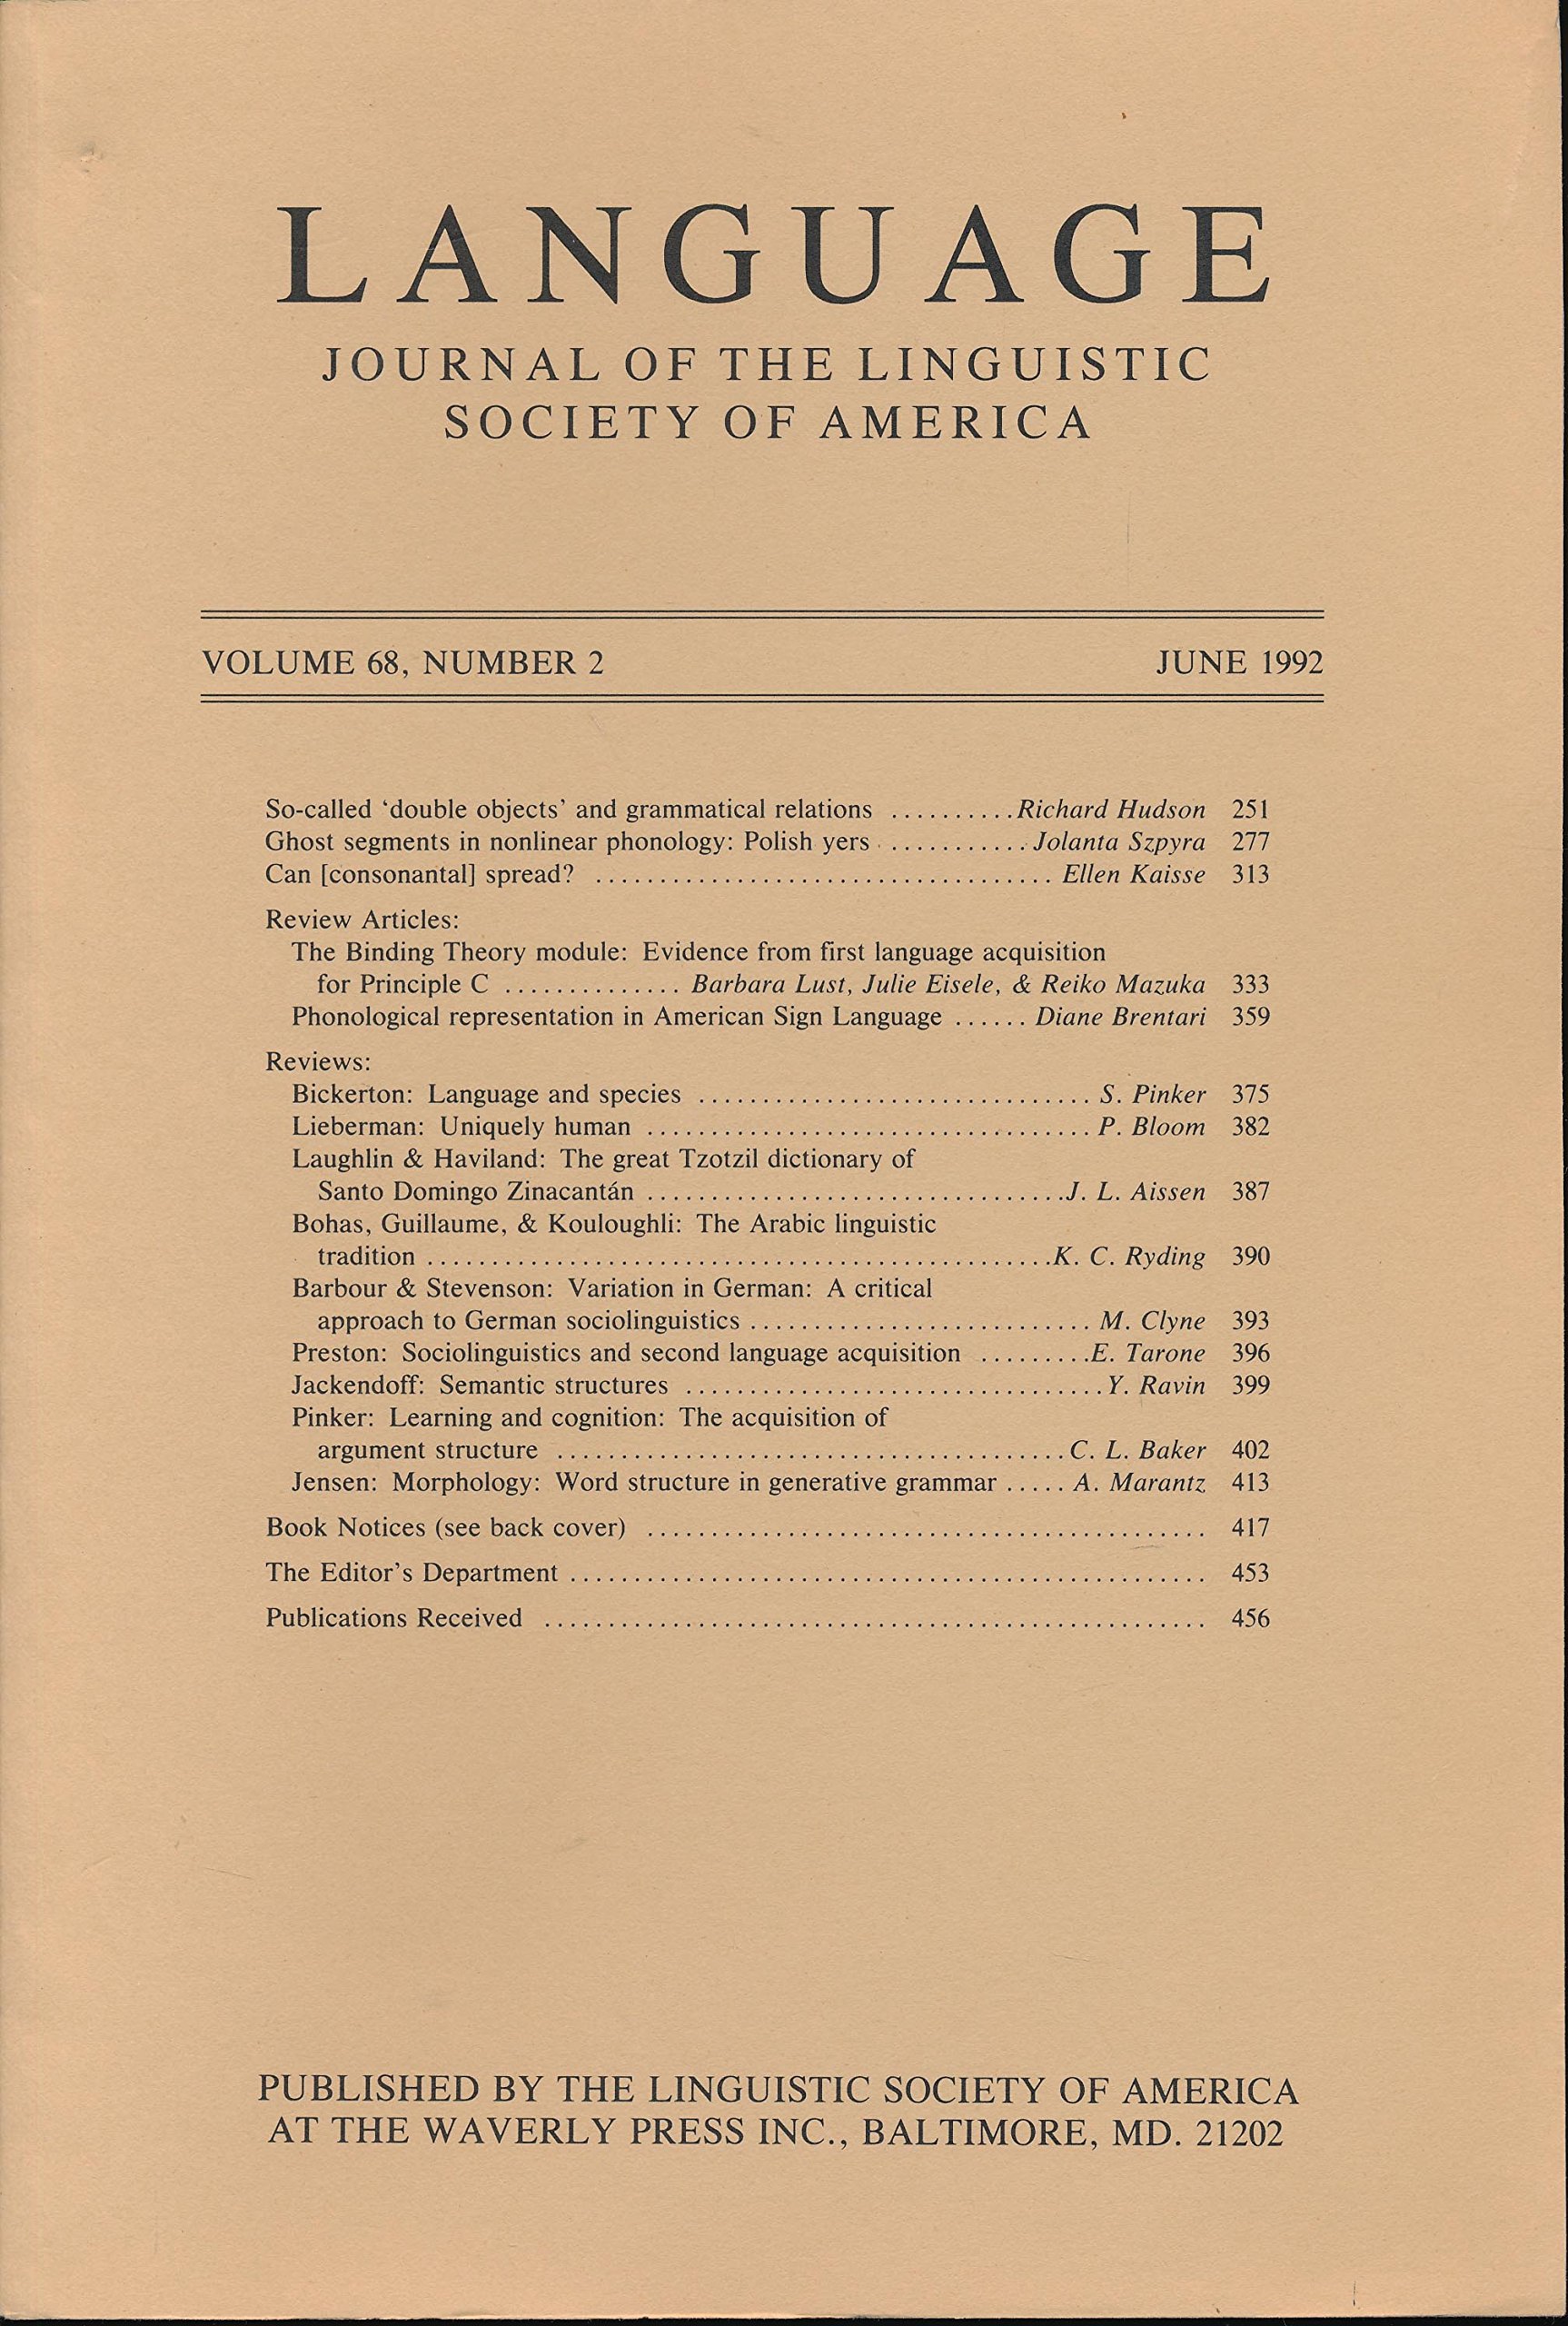 LANGUAGE
JOURNAL OF THE LINGUISTIC
SOCIETY OF AMERICA
VOLUME 68, NUMBER 2 JUNE 1992
So-called ‘double objects’ and grammatical relations .......... Richard Hudson 251
Ghost segments in nonlinear phonology: Polish yers ........... Jolanta Szpyra 277
Can [consonantal] spread? .................................... Ellen Kaisse 313
Review Articles:
The Binding Theory module: Evidence from first language acquisition
for Principle C .............. Barbara Lust, Julie Eisele, & Reiko Mazuka 333
Phonological representation in American Sign Language ...... Diane Brentari 359
Reviews:
Bickerton: Language and species ............................... S. Pinker 375
Lieberman: Uniquely human ................................... P. Bloom 382
Laughlin & Haviland: The great Tzotzil dictionary of
Santo Domingo Zinacantán ................................. J. L. Aissen 387
Bohas, Guillaume, & Kouloughli: The Arabic linguistic
tradition ................................................. K. C. Ryding 390
Barbour & Stevenson: Variation in German: A critical
approach to German sociolinguistics ........................... M. Clyne 393
Preston: Sociolinguistics and second language acquisition ......... E. Tarone 396
Jackendoff: Semantic structures ................................. Y. Ravin 399
Pinker: Learning and cognition: The acquisition of
argument structure ........................................ C. L. Baker 402
Jensen: Morphology: Word structure in generative grammar ..... A. Marantz 413
Book Notices (see back cover) ............................................ 417
The Editor’s Department .................................................. 453
Publications Received .................................................... 456
PUBLISHED BY THE LINGUISTIC SOCIETY OF AMERICA
AT THE WAVERLY PRESS INC., BALTIMORE, MD. 21202